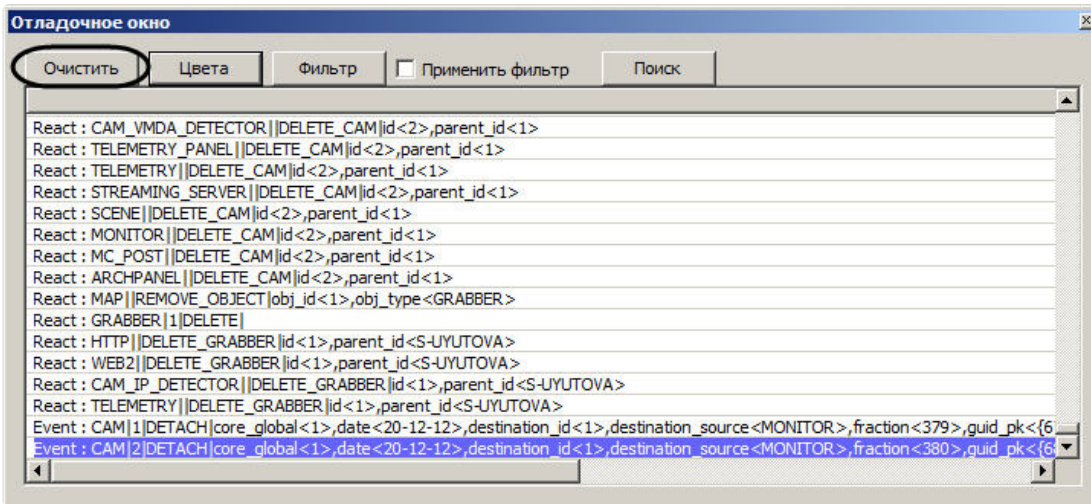 Отладочное окно
Очистить Цвета Фильтр Применить фильтр Поиск
React : CAM_VMDA_DETECTOR||DELETE_CAM|id<2>,parent_id<1>
React : TELEMETRY_PANEL||DELETE_CAM|id<2>,parent_id<1>
React : TELEMETRY||DELETE_CAM|id<2>,parent_id<1>
React : STREAMING_SERVER||DELETE_CAM|id<2>,parent_id<1>
React : SCENE||DELETE_CAM|id<2>,parent_id<1>
React : MONITOR||DELETE_CAM|id<2>,parent_id<1>
React : MC_POST||DELETE_CAM|id<2>,parent_id<1>
React : ARCHPANEL||DELETE_CAM|id<2>,parent_id<1>
React : MAP||REMOVE_OBJECT|obj_id<1>,obj_type<GRABBER>
React : GRABBER|1|DELETE|
React : HTTP||DELETE_GRABBER|id<1>,parent_id<S-UYUTOVA>
React : WEB2||DELETE_GRABBER|id<1>,parent_id<S-UYUTOVA>
React : CAM_IP_DETECTOR||DELETE_GRABBER|id<1>,parent_id<S-UYUTOVA>
React : TELEMETRY||DELETE_GRABBER|id<1>,parent_id<S-UYUTOVA>
Event : CAM|1|DETACH|core_global<1>,date<20-12-12>,destination_id<1>,destination_source<MONITOR>,fraction<379>,guid_pk<{6
Event : CAM|2|DETACH|core_global<1>,date<20-12-12>,destination_id<1>,destination_source<MONITOR>,fraction<380>,guid_pk<{6